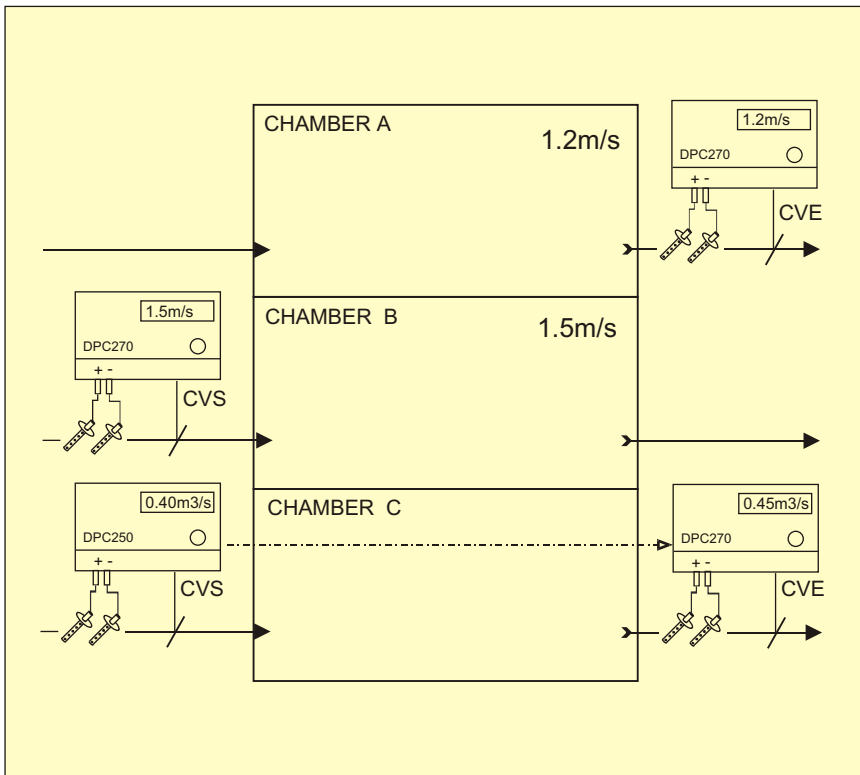 CHAMBER A
1.2m/s
1.2m/s
DPC270
+ -
CVE
1.5m/s
DPC270
+ -
CVS
CHAMBER B
1.5m/s
0.40m3/s
DPC250
+ -
CVS
CHAMBER C
0.45m3/s
DPC270
+ -
CVE